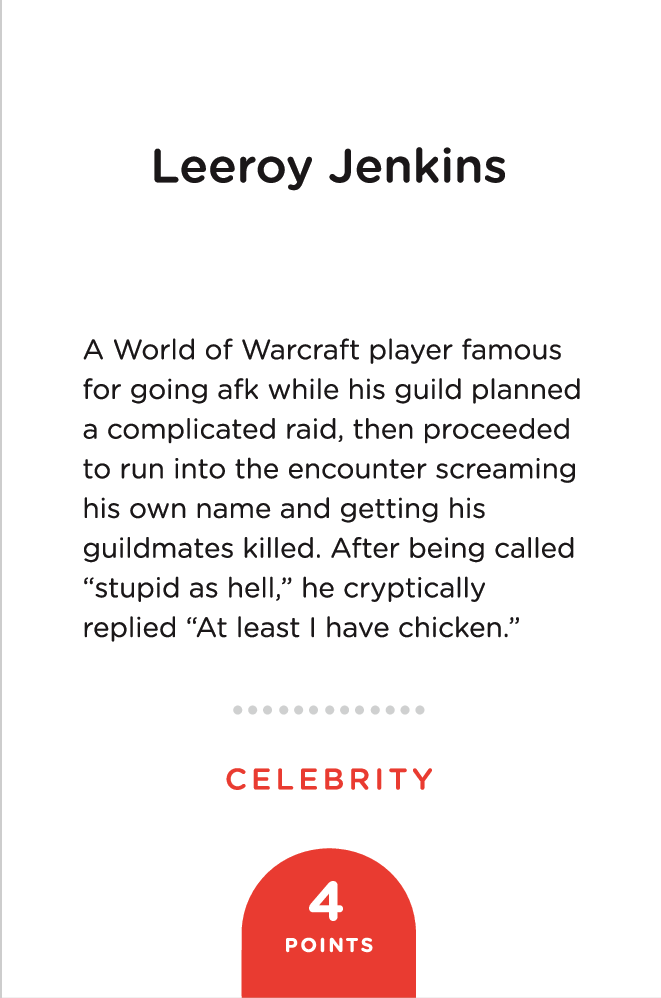 Leeroy Jenkins
A World of Warcraft player famous
for going afk while his guild planned
a complicated raid, then proceeded
to run into the encounter screaming
his own name and getting his
guildmates killed. After being called
“stupid as hell,” he cryptically
replied “At least I have chicken.”
CELEBRITY
4
POINTS